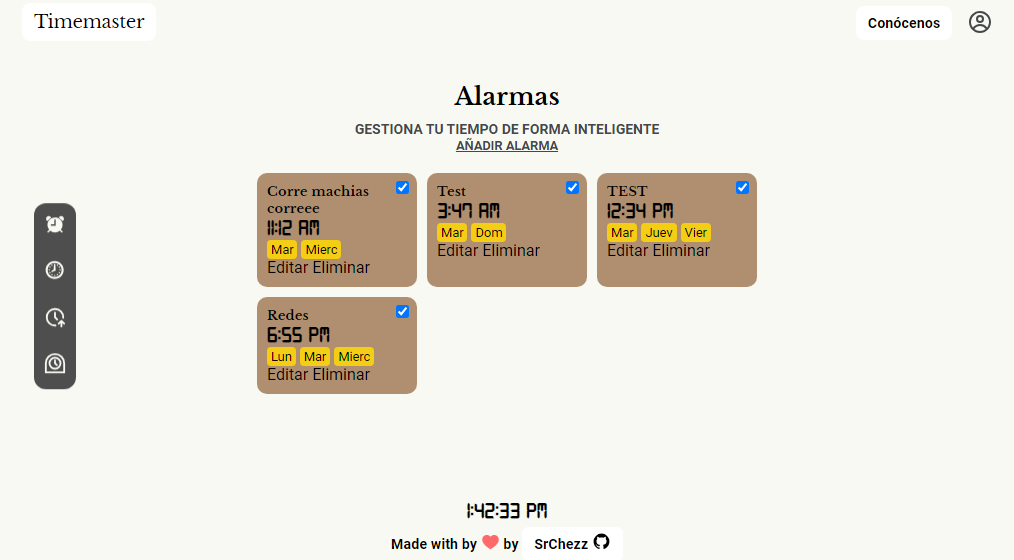 Timemaster
Conócenos
Alarmas
GESTIONA TU TIEMPO DE FORMA INTELIGENTE
AÑADIR ALARMA
Corre machias
correee
11:12 AM
Mar Mierc
Editar Eliminar
Test
3:47 AM
Mar Dom
Editar Eliminar
TEST
12:34 PM
Mar Juev Vier
Editar Eliminar
Redes
6:55 PM
Lun Mar Mierc
Editar Eliminar
1:42:33 PM
Made with by by SrChezz